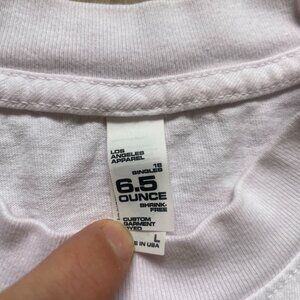 LOS
ANGELES
APPAREL
18
SINGLES
6.5
OUNCE
SHRINK-
FREE
CUSTOM
GARMENT
DYED
L
IN USA